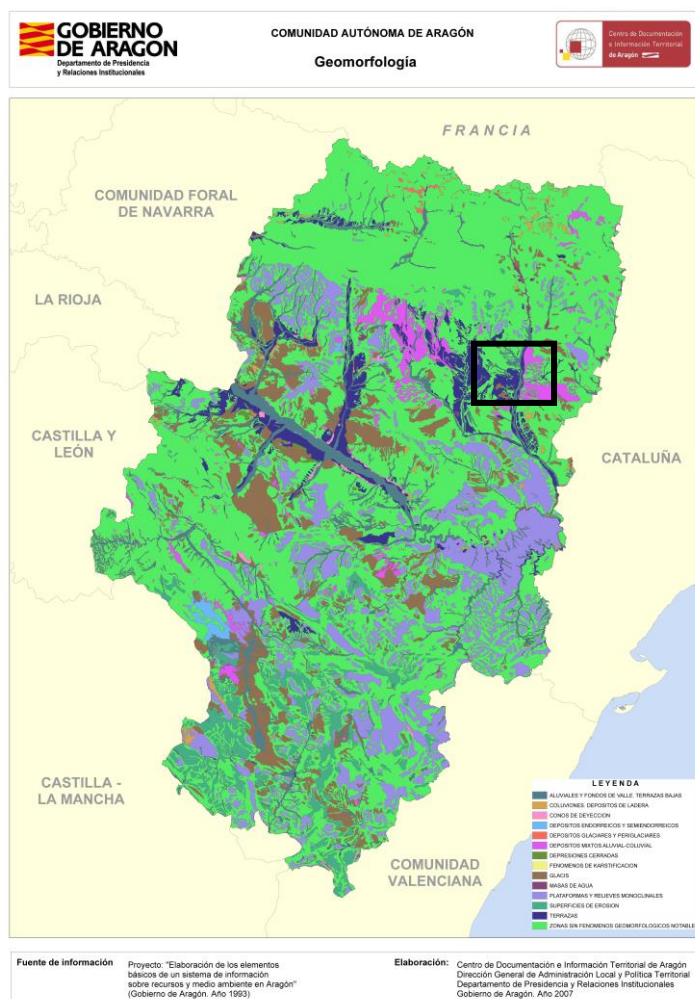 GOBIERNO
DE ARAGON
Departamento de Presidencia
y Relaciones Institucionales
COMUNIDAD AUTÓNOMA DE ARAGÓN
Geomorfología
Centro de Documentación
e Información Territorial
de Aragón
FRANCIA
COMUNIDAD FORAL
DE NAVARRA
LA RIOJA
CASTILLA Y
LEÓN
CATALUÑA
CASTILLA -
LA MANCHA
COMUNIDAD
VALENCIANA
LEYENDA
ALUVIALES Y FONDOS DE VALLE. TERRAZAS BAJAS
COLUVIONES. DEPOSITOS DE LADERA
CONOS DE DEYECCION
DEPOSITOS ENDORREICOS Y SEMIENDORREICOS
DEPOSITOS GLACIARES Y PERIGLACIARES
DEPOSITOS MIXTOS ALUVIAL-COLUVIAL
DEPRESIONES CERRADAS
FENOMENOS DE KARSTIFICACION
GLACIS
MASAS DE AGUA
PLATAFORMAS Y RELIEVES MONOCLINALES
SUPERFICIES DE EROSION
TERRAZAS
ZONAS SIN FENOMENOS GEOMORFOLOGICOS NOTABLE
Fuente de información
Proyecto: "Elaboración de los elementos
básicos de un sistema de información
sobre recursos y medio ambiente en Aragón"
(Gobierno de Aragón. Año 1993)
Elaboración:
Centro de Documentación e Información Territorial de Aragón
Dirección General de Administración Local y Política Territorial
Departamento de Presidencia y Relaciones Institucionales
Gobierno de Aragón. Año 2007